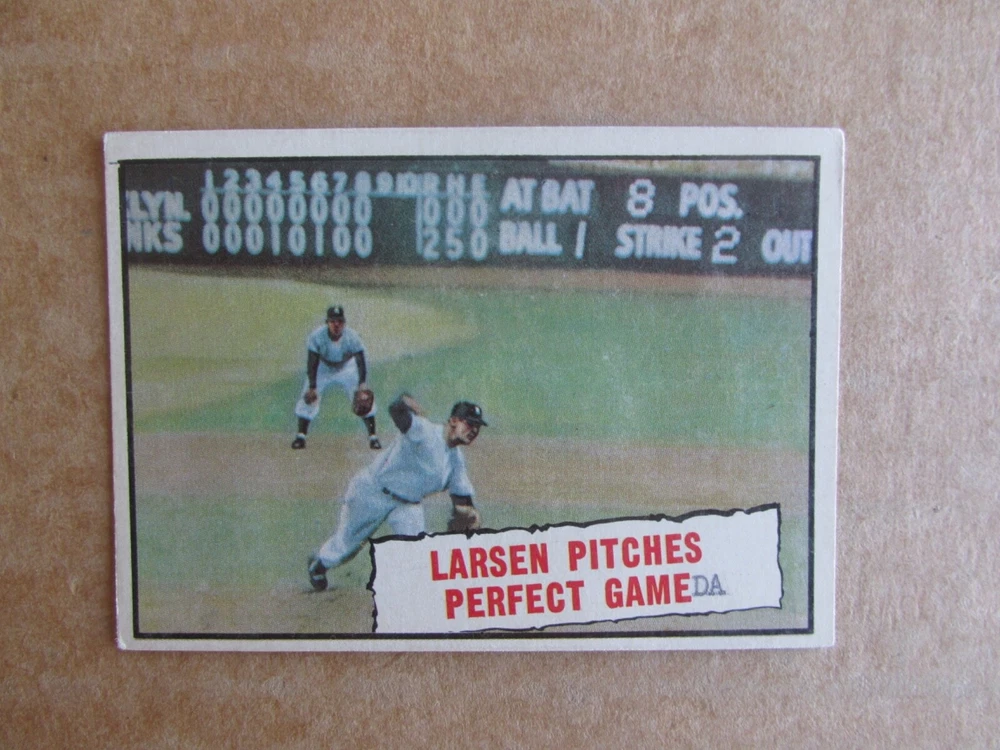 1 2 3 4 5 6 7 8 9 10 R H E AT BAT 8 POS.
LYN. 0 0 0 0 0 0 0 0 0 0 0
NKS 0 0 0 1 0 1 0 0 2 5 0 BALL 1 STRIKE 2 OUT
LARSEN PITCHES
PERFECT GAME DA